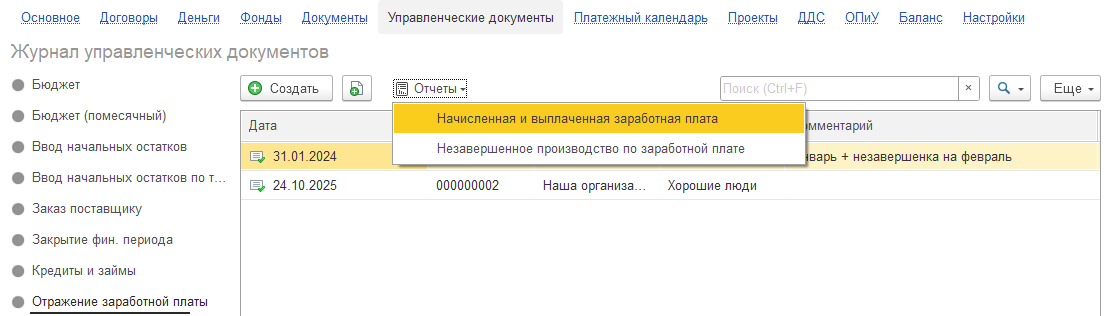 Основное Договоры Деньги Фонды Документы Управленческие документы Платежный календарь Проекты ДДС ОПиУ Баланс Настройки
Журнал управленческих документов
Бюджет
Бюджет (помесячный)
Ввод начальных остатков
Ввод начальных остатков по т...
Заказ поставщику
Закрытие фин. периода
Кредиты и займы
Отражение заработной платы
Создать Отчеты Поиск (Ctrl+F) × Еще
Начисленная и выплаченная заработная плата
Незавершенное производство по заработной плате
Дата омментарий
31.01.2024 нварь + незавершенка на февраль
24.10.2025 000000002 Наша организа... Хорошие люди